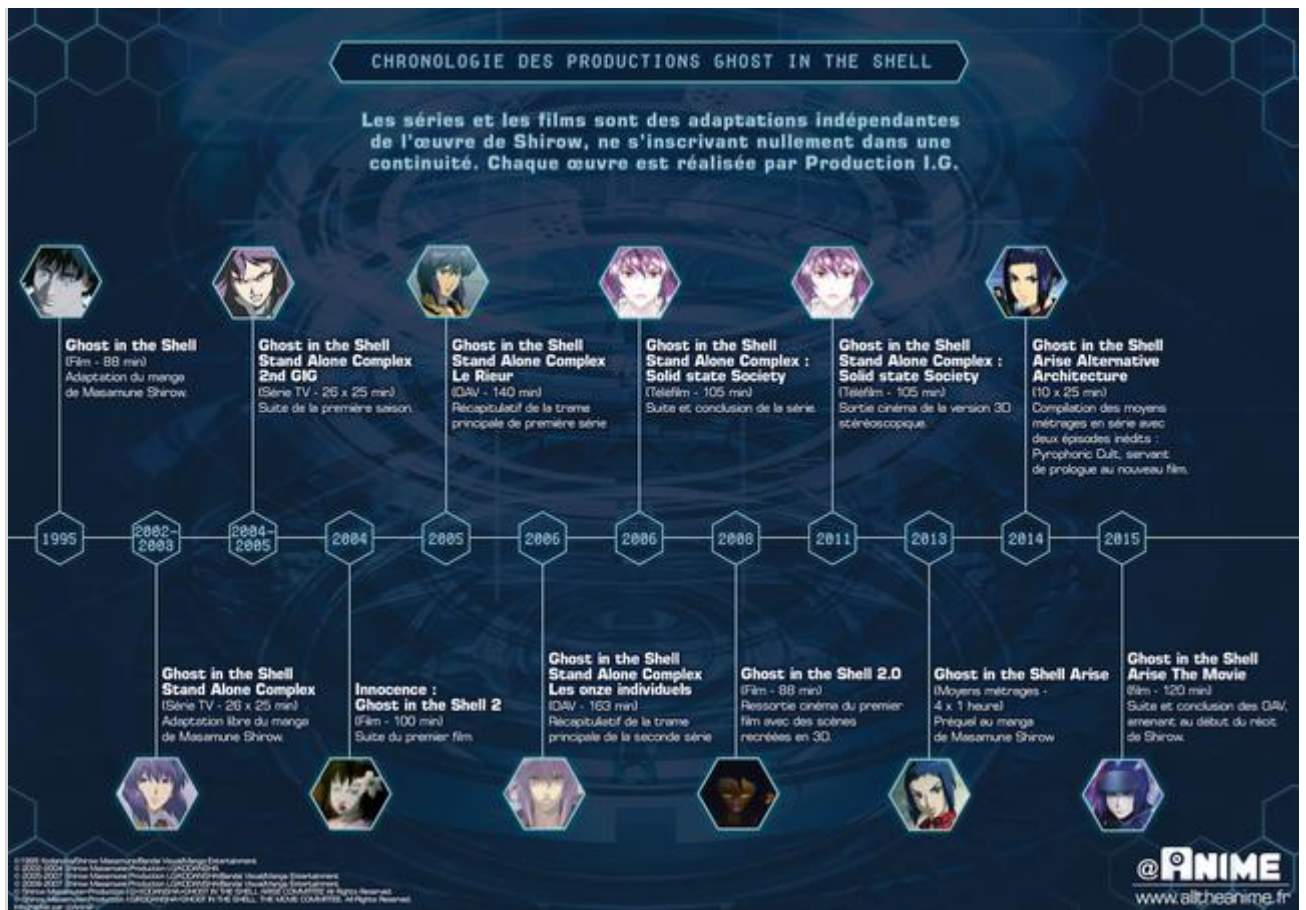 CHRONOLOGIE DES PRODUCTIONS GHOST IN THE SHELL
Les séries et les films sont des adaptations indépendantes
de l'œuvre de Shirow, ne s'inscrivant nullement dans une
continuité. Chaque œuvre est réalisée par Production I.G.
Ghost in the Shell
(Film - 88 min)
Adaptation du manga
de Masamune Shirow.
Ghost in the Shell
Stand Alone Complex
2nd GIG
(Série TV - 26 x 25 min)
Suite de la première saison.
Ghost in the Shell
Stand Alone Complex
Le Rieur
(OAV - 140 min)
Récapitulatif de la trame
principale de première série
Ghost in the Shell
Stand Alone Complex :
Solid state Society
(Téléfilm - 105 min)
Suite et conclusion de la série.
Ghost in the Shell
Stand Alone Complex :
Solid state Society
(Téléfilm - 105 min)
Sortie cinéma de la version 3D
stéréoscopique.
Ghost in the Shell
Arise Alternative
Architecture
(10 x 25 min)
Compilation des moyens
métrages en série avec
deux épisodes inédits :
Pyrophoric Cult, servant
de prologue au nouveau film.
1995
2002-
2003
2004-
2005
2004
2005
2006
2006
2008
2011
2013
2014
2015
Ghost in the Shell
Stand Alone Complex
(Série TV - 26 x 25 min)
Adaptation libre du manga
de Masamune Shirow.
Innocence :
Ghost in the Shell 2
(Film - 100 min)
Suite du premier film
Ghost in the Shell
Stand Alone Complex
Les onze individuels
(OAV - 163 min)
Récapitulatif de la trame
principale de la seconde série
Ghost in the Shell 2.0
(Film - 88 min)
Ressortie cinéma du premier
film avec des scènes
recréées en 3D.
Ghost in the Shell Arise
(Moyens métrages -
4 x 1 heure)
Préquel au manga
de Masamune Shirow
Ghost in the Shell
Arise The Movie
(film - 120 min)
Suite et conclusion des OAV,
amenant au début du récit
de Shirow.
@ANIME
www.alltheanime.fr